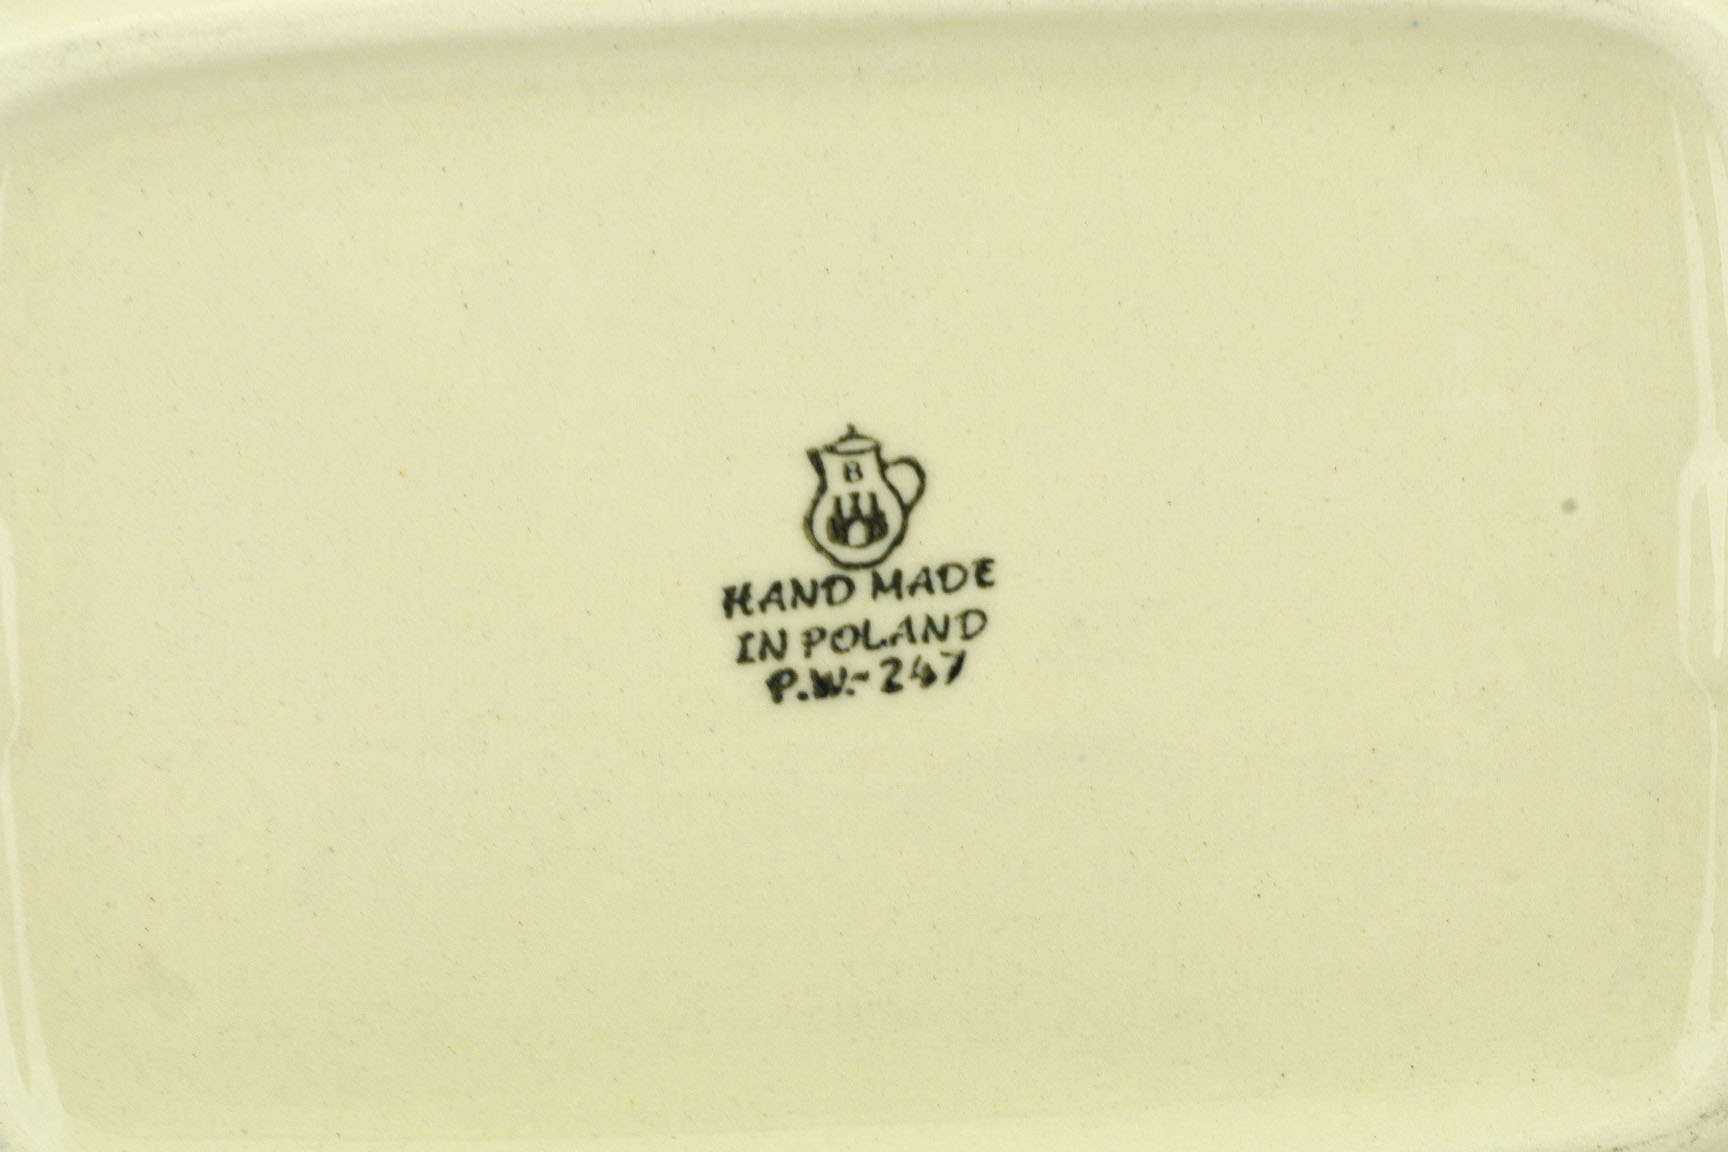 B
HAND MADE
IN POLAND
P.W.-247